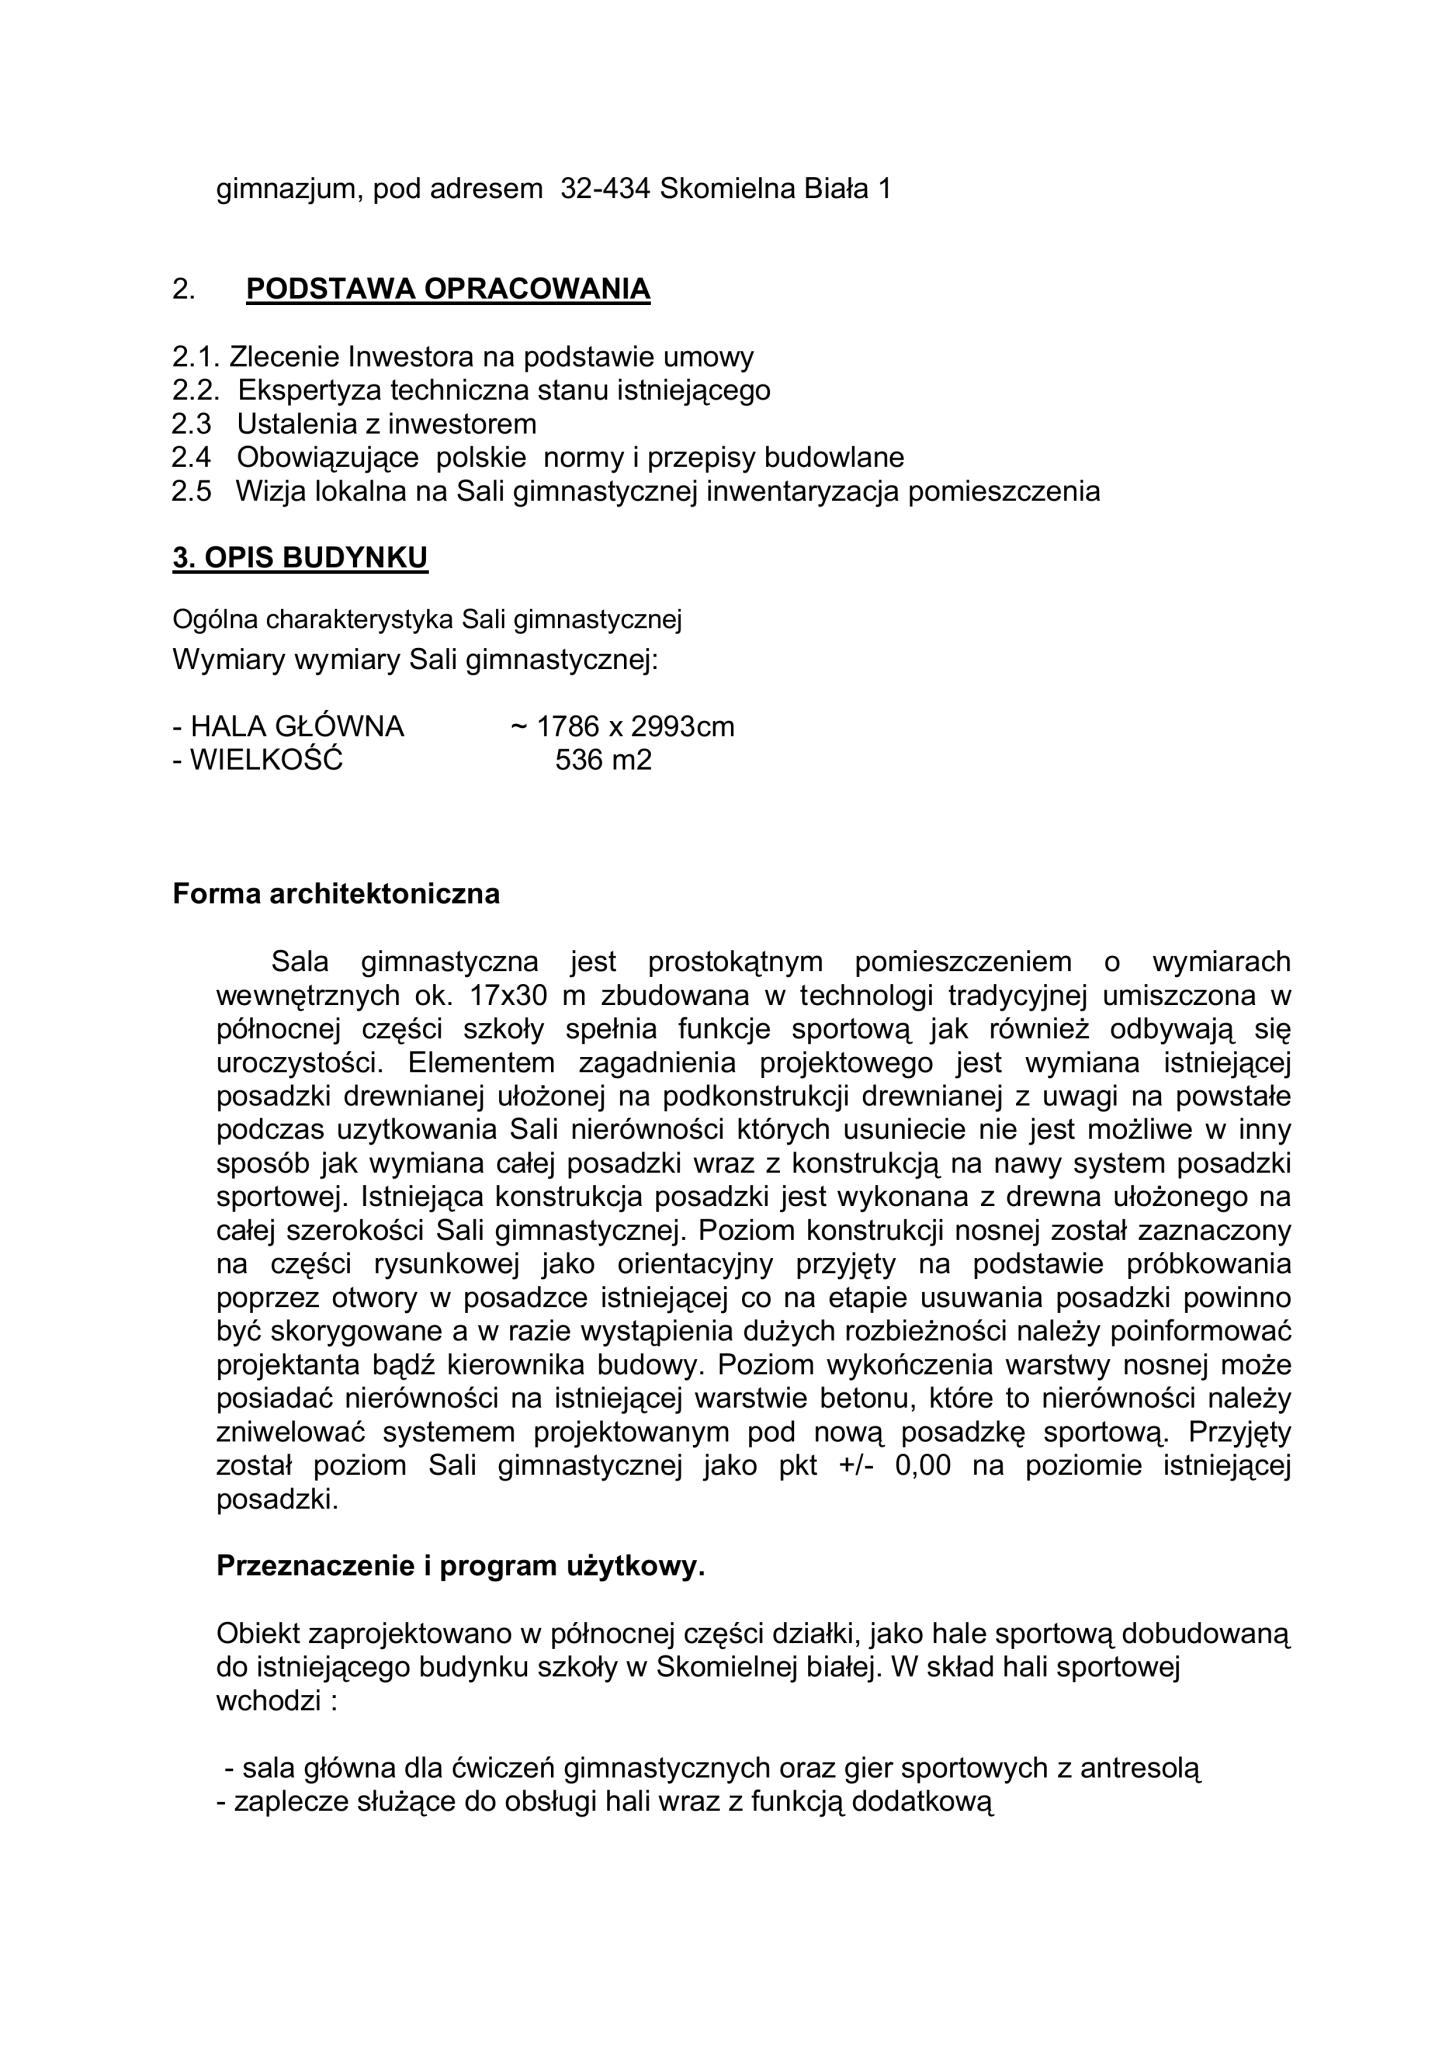 gimnazjum, pod adresem  32-434 Skomielna Biała 1
2. PODSTAWA OPRACOWANIA
2.1. Zlecenie Inwestora na podstawie umowy
2.2.  Ekspertyza techniczna stanu istniejącego
2.3   Ustalenia z inwestorem
2.4   Obowiązujące  polskie  normy i przepisy budowlane
2.5   Wizja lokalna na Sali gimnastycznej inwentaryzacja pomieszczenia
3. OPIS BUDYNKU
Ogólna charakterystyka Sali gimnastycznej
Wymiary wymiary Sali gimnastycznej:
- HALA GŁÓWNA ~ 1786 x 2993cm
- WIELKOŚĆ 536 m2
Forma architektoniczna
Sala gimnastyczna jest prostokątnym pomieszczeniem o wymiarach
wewnętrznych ok. 17x30 m zbudowana w technologi tradycyjnej umiszczona w
północnej części szkoły spełnia funkcje sportową jak również odbywają się
uroczystości. Elementem zagadnienia projektowego jest wymiana istniejącej
posadzki drewnianej ułożonej na podkonstrukcji drewnianej z uwagi na powstałe
podczas uzytkowania Sali nierówności których usuniecie nie jest możliwe w inny
sposób jak wymiana całej posadzki wraz z konstrukcją na nawy system posadzki
sportowej. Istniejąca konstrukcja posadzki jest wykonana z drewna ułożonego na
całej szerokości Sali gimnastycznej. Poziom konstrukcji nosnej został zaznaczony
na części rysunkowej jako orientacyjny przyjęty na podstawie próbkowania
poprzez otwory w posadzce istniejącej co na etapie usuwania posadzki powinno
być skorygowane a w razie wystąpienia dużych rozbieżności należy poinformować
projektanta bądź kierownika budowy. Poziom wykończenia warstwy nosnej może
posiadać nierówności na istniejącej warstwie betonu, które to nierówności należy
zniwelować systemem projektowanym pod nową posadzkę sportową. Przyjęty
został poziom Sali gimnastycznej jako pkt +/- 0,00 na poziomie istniejącej
posadzki.
Przeznaczenie i program użytkowy.
Obiekt zaprojektowano w północnej części działki, jako hale sportową dobudowaną
do istniejącego budynku szkoły w Skomielnej białej. W skład hali sportowej
wchodzi :
- sala główna dla ćwiczeń gimnastycznych oraz gier sportowych z antresolą
- zaplecze służące do obsługi hali wraz z funkcją dodatkową